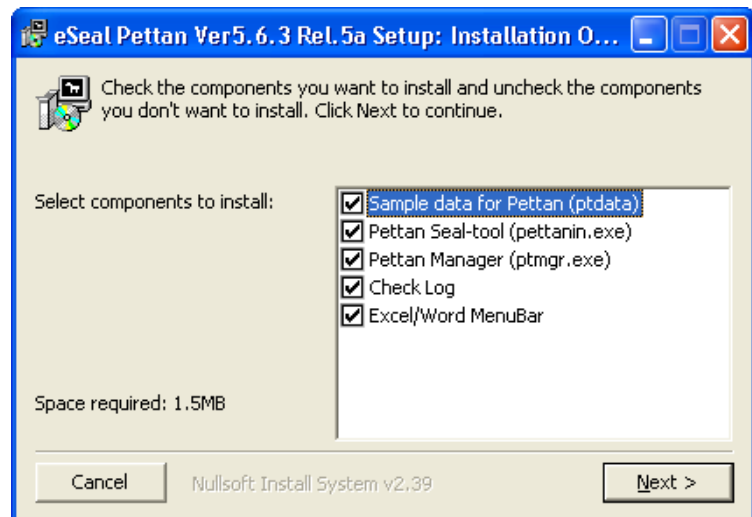 eSeal Pettan Ver5.6.3 Rel.5a Setup: Installation O...
Check the components you want to install and uncheck the components
you don't want to install. Click Next to continue.
Select components to install:
Sample data for Pettan (ptdata)
Pettan Seal-tool (pettanin.exe)
Pettan Manager (ptmgr.exe)
Check Log
Excel/Word MenuBar
Space required: 1.5MB
Cancel
Nullsoft Install System v2.39
Next >